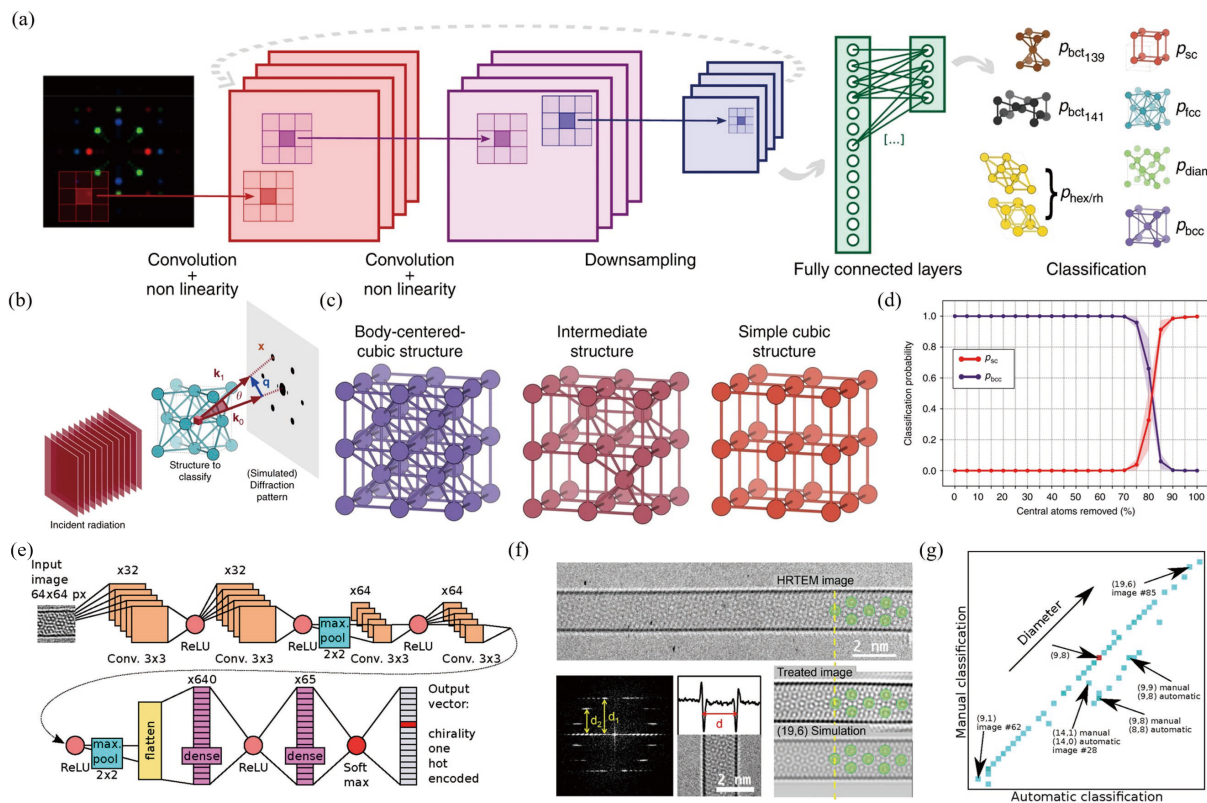 (a)
[...]
p_bct139
p_sc
p_bct141
p_fcc
p_hex/rh
p_diam
p_bcc
Convolution
+
non linearity
Convolution
+
non linearity
Downsampling
Fully connected layers
Classification
(b)
x
k₁
q
θ
k₀
Structure to
classify
(Simulated)
Diffraction
pattern
Incident radiation
(c)
Body-centered-
cubic structure
Intermediate
structure
Simple cubic
structure
(d)
Classification probability
1.0
0.8
0.6
0.4
0.2
0.0
p_sc
p_bcc
0 10 20 30 40 50 60 70 80 90 100
Central atoms removed (%)
(e)
Input
image
64x64 px
x32
x32
x64
x64
ReLU
ReLU
max.
pool
2x2
ReLU
Conv. 3x3
Conv. 3x3
Conv. 3x3
Conv. 3x3
ReLU
max.
pool
2x2
flatten
x640
dense
ReLU
x65
dense
Soft
max
Output
vector:
chirality
one
hot
encoded
(f)
HRTEM image
2 nm
d₂
d₁
d
2 nm
Treated image
(19,6) Simulation
(g)
Manual classification
(19,6)
image #85
Diameter
(9,8)
(9,9) manual
(9,8) automatic
(9,1)
image #62
(14,1) manual
(14,0) automatic
image #28
(9,8) manual
(8,8) automatic
Automatic classification